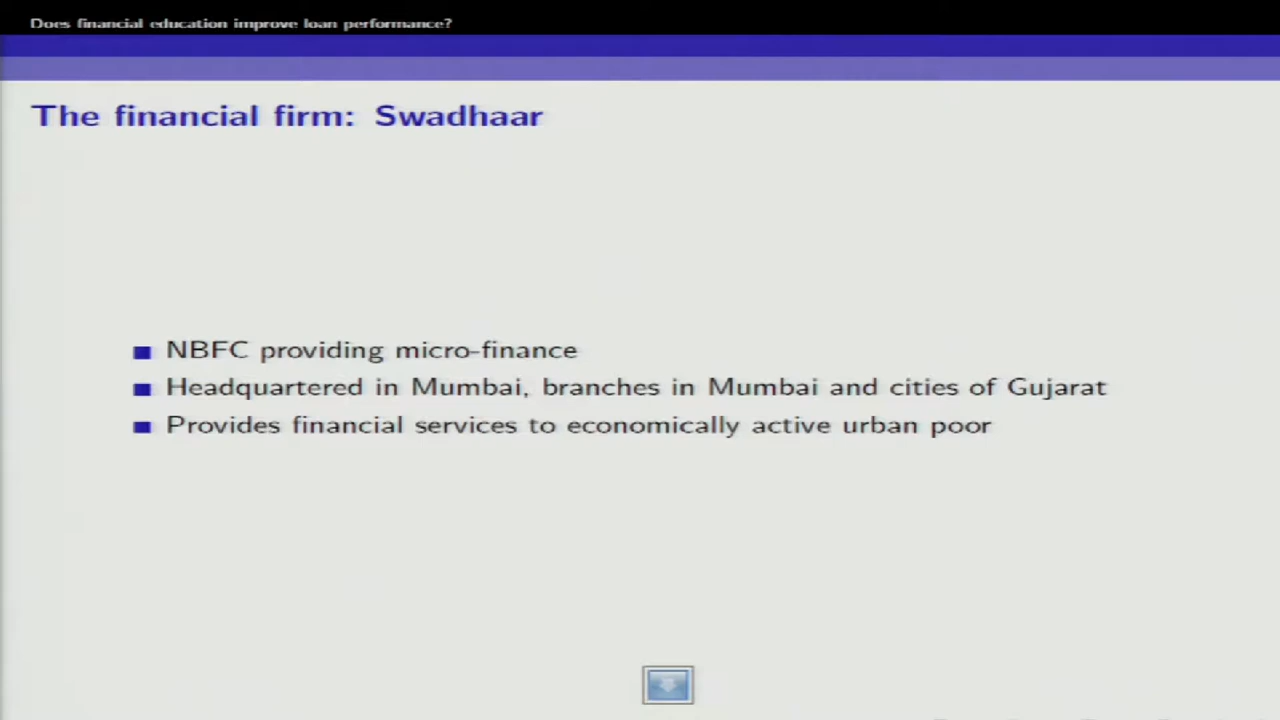 Does financial education improve loan performance?
The financial firm: Swadhaar
NBFC providing micro-finance
Headquartered in Mumbai, branches in Mumbai and cities of Gujarat
Provides financial services to economically active urban poor